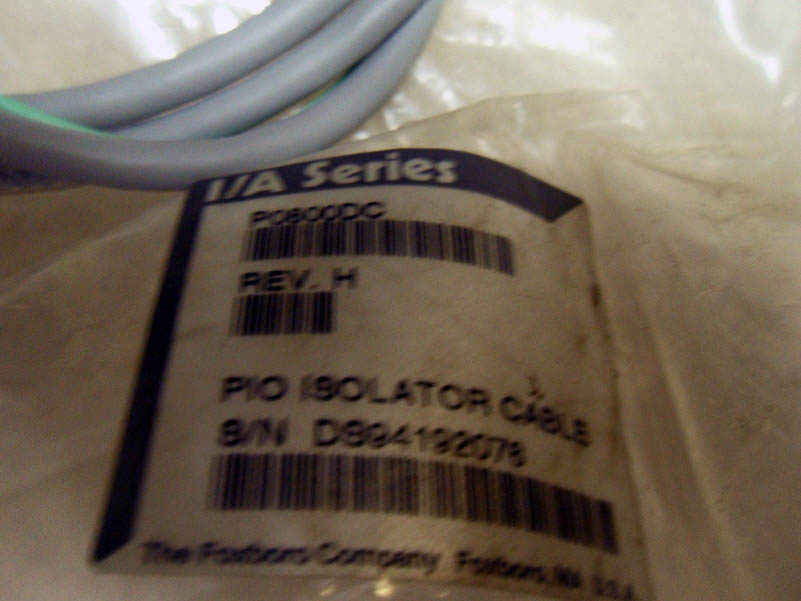 I/A Series
P0800DC
REV. H
PIO ISOLATOR CABLE
S/N DS94192078
The Foxboro Company Foxboro, MA U.S.A.